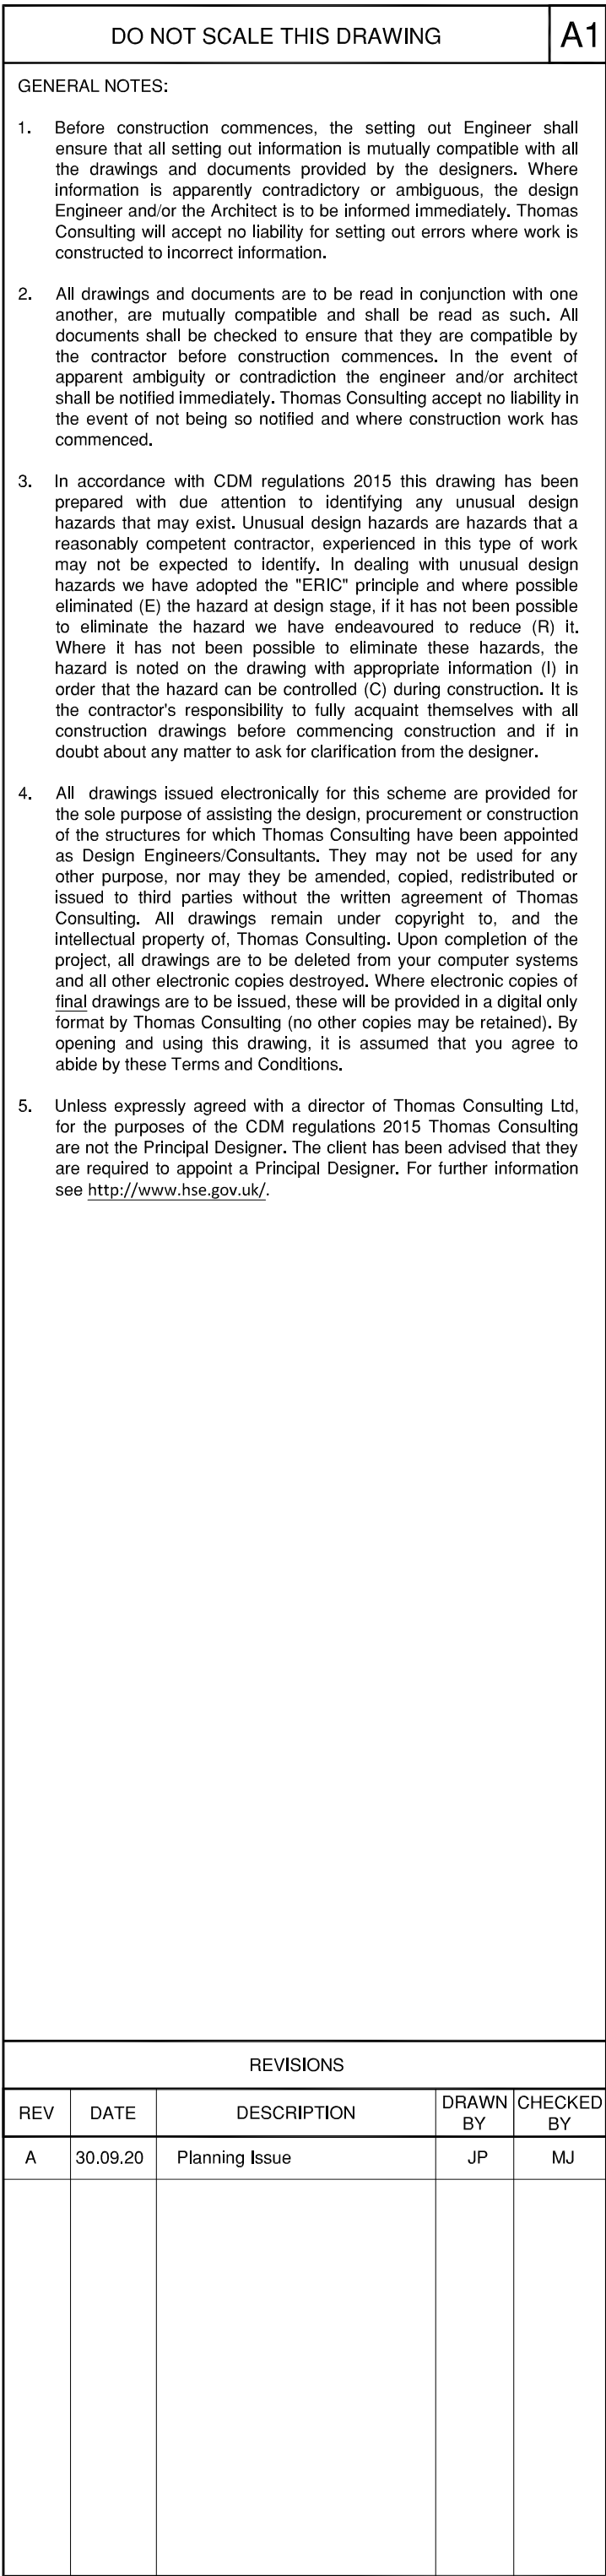 DO NOT SCALE THIS DRAWING A1
GENERAL NOTES:
1. Before construction commences, the setting out Engineer shall
ensure that all setting out information is mutually compatible with all
the drawings and documents provided by the designers. Where
information is apparently contradictory or ambiguous, the design
Engineer and/or the Architect is to be informed immediately. Thomas
Consulting will accept no liability for setting out errors where work is
constructed to incorrect information.
2. All drawings and documents are to be read in conjunction with one
another, are mutually compatible and shall be read as such. All
documents shall be checked to ensure that they are compatible by
the contractor before construction commences. In the event of
apparent ambiguity or contradiction the engineer and/or architect
shall be notified immediately. Thomas Consulting accept no liability in
the event of not being so notified and where construction work has
commenced.
3. In accordance with CDM regulations 2015 this drawing has been
prepared with due attention to identifying any unusual design
hazards that may exist. Unusual design hazards are hazards that a
reasonably competent contractor, experienced in this type of work
may not be expected to identify. In dealing with unusual design
hazards we have adopted the "ERIC" principle and where possible
eliminated (E) the hazard at design stage, if it has not been possible
to eliminate the hazard we have endeavoured to reduce (R) it.
Where it has not been possible to eliminate these hazards, the
hazard is noted on the drawing with appropriate information (I) in
order that the hazard can be controlled (C) during construction. It is
the contractor's responsibility to fully acquaint themselves with all
construction drawings before commencing construction and if in
doubt about any matter to ask for clarification from the designer.
4. All drawings issued electronically for this scheme are provided for
the sole purpose of assisting the design, procurement or construction
of the structures for which Thomas Consulting have been appointed
as Design Engineers/Consultants. They may not be used for any
other purpose, nor may they be amended, copied, redistributed or
issued to third parties without the written agreement of Thomas
Consulting. All drawings remain under copyright to, and the
intellectual property of, Thomas Consulting. Upon completion of the
project, all drawings are to be deleted from your computer systems
and all other electronic copies destroyed. Where electronic copies of
final drawings are to be issued, these will be provided in a digital only
format by Thomas Consulting (no other copies may be retained). By
opening and using this drawing, it is assumed that you agree to
abide by these Terms and Conditions.
5. Unless expressly agreed with a director of Thomas Consulting Ltd,
for the purposes of the CDM regulations 2015 Thomas Consulting
are not the Principal Designer. The client has been advised that they
are required to appoint a Principal Designer. For further information
see http://www.hse.gov.uk/.
REVISIONS
REV DATE DESCRIPTION DRAWN BY CHECKED BY
A 30.09.20 Planning Issue JP MJ